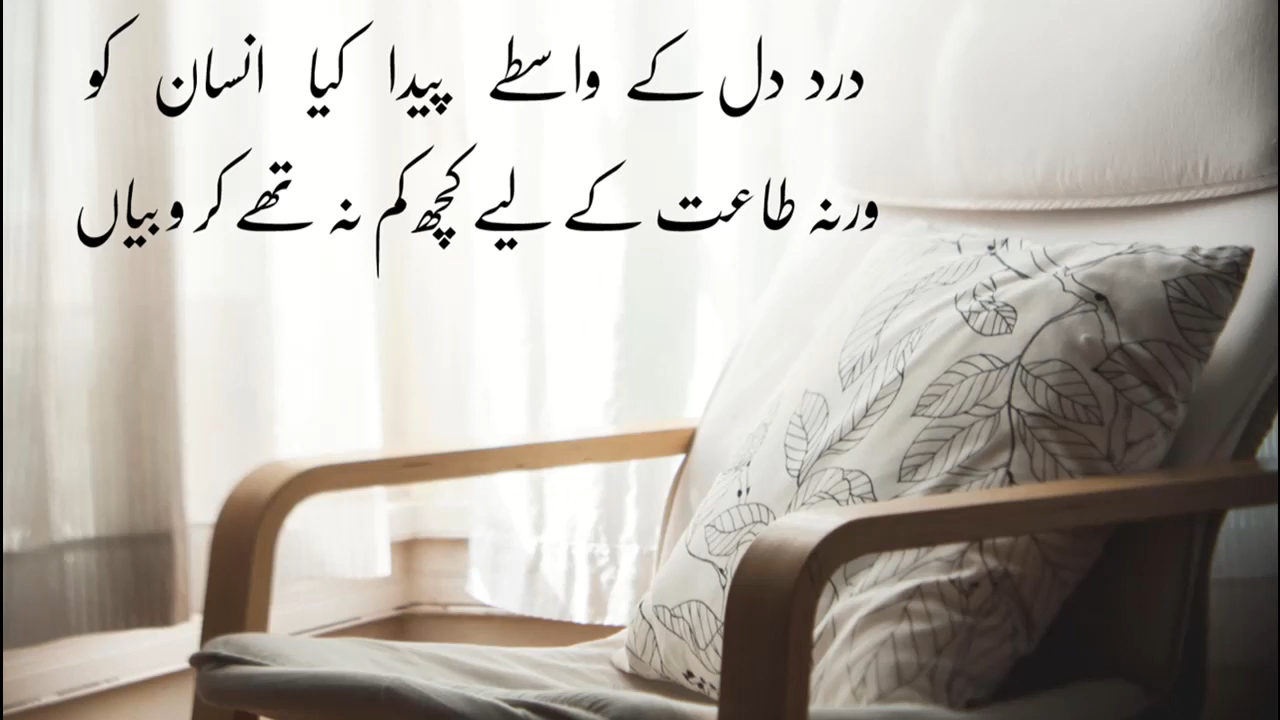 درد دل کے واسطے پیدا کیا انسان کو
ورنہ طاعت کے لیے کچھ کم نہ تھے کروبیاں